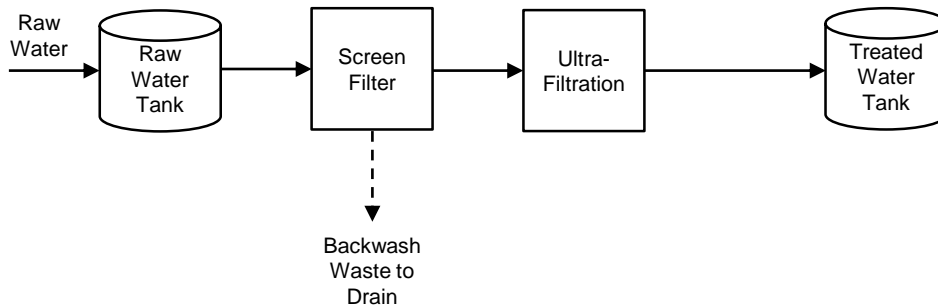 Raw
Water
Raw
Water
Tank
Screen
Filter
Ultra-
Filtration
Treated
Water
Tank
Backwash
Waste to
Drain